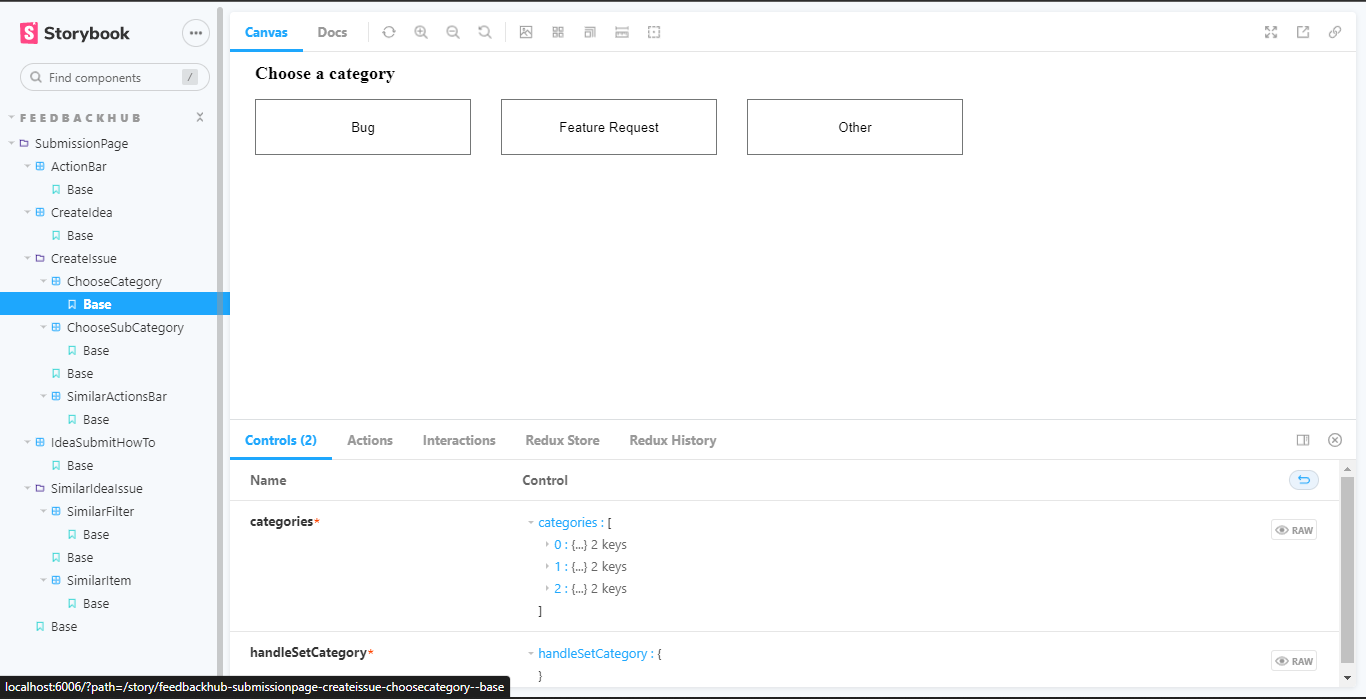 Storybook
Find components
/
FEEDBACKHUB
SubmissionPage
ActionBar
Base
CreateIdea
Base
CreateIssue
ChooseCategory
Base
ChooseSubCategory
Base
Base
SimilarActionsBar
Base
IdeaSubmitHowTo
Base
SimilarIdeaIssue
SimilarFilter
Base
Base
SimilarItem
Base
Base
localhost:6006/?path=/story/feedbackhub-submissionpage-createissue-choosecategory--base
Canvas Docs
Choose a category
Bug Feature Request Other
Controls (2) Actions Interactions Redux Store Redux History
Name Control
categories* categories : [ RAW
0 : {...} 2 keys
1 : {...} 2 keys
2 : {...} 2 keys
]
handleSetCategory* handleSetCategory : { RAW
}